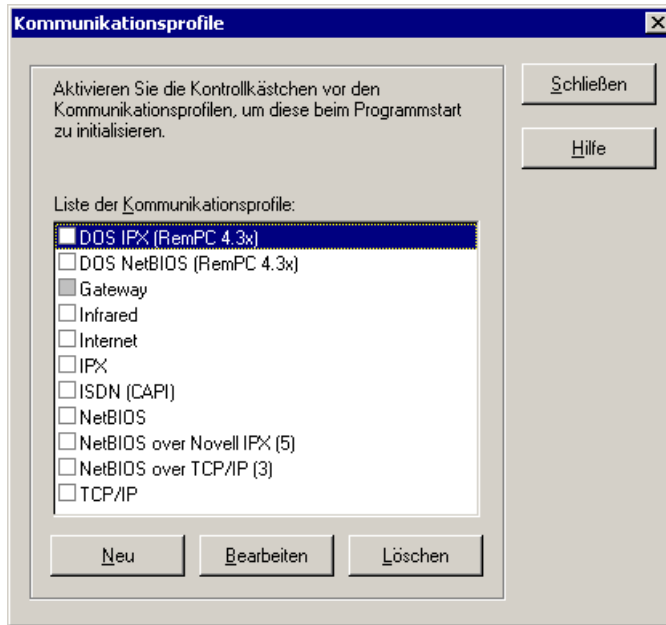 Kommunikationsprofile
Aktivieren Sie die Kontrollkästchen vor den
Kommunikationsprofilen, um diese beim Programmstart
zu initialisieren.
Schließen
Hilfe
Liste der Kommunikationsprofile:
DOS IPX (RemPC 4.3x)
DOS NetBIOS (RemPC 4.3x)
Gateway
Infrared
Internet
IPX
ISDN (CAPI)
NetBIOS
NetBIOS over Novell IPX (5)
NetBIOS over TCP/IP (3)
TCP/IP
Neu
Bearbeiten
Löschen